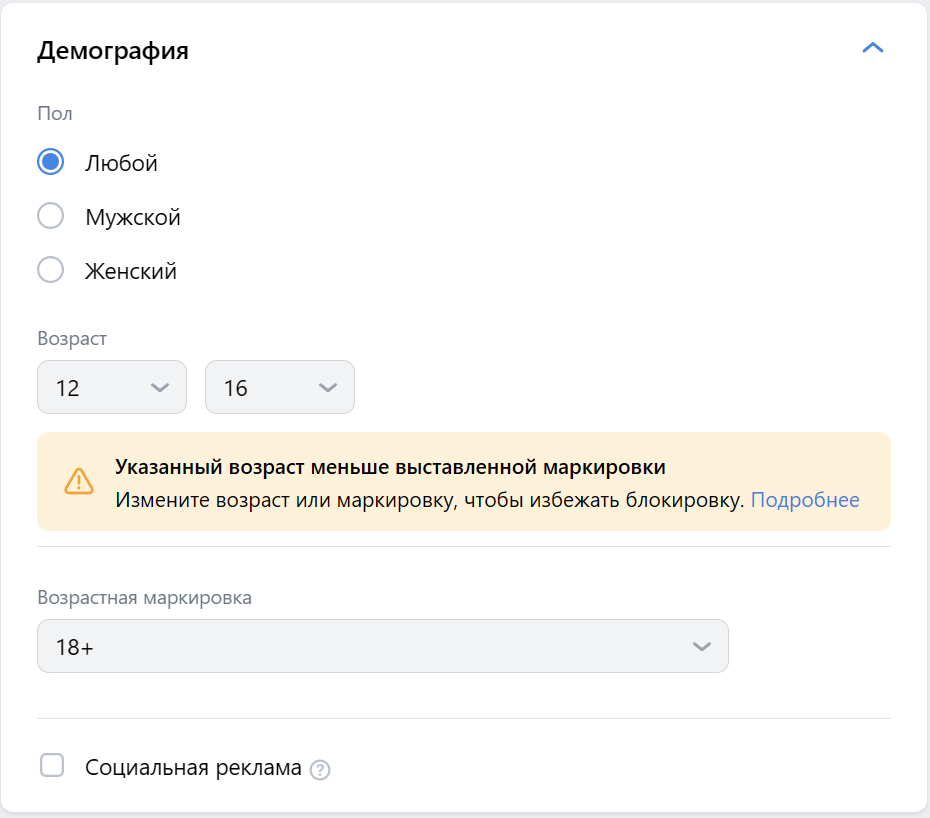 Демография
Пол
Любой
Мужской
Женский
Возраст
12 16
Указанный возраст меньше выставленной маркировки
Измените возраст или маркировку, чтобы избежать блокировку. Подробнее
Возрастная маркировка
18+
Социальная реклама ?